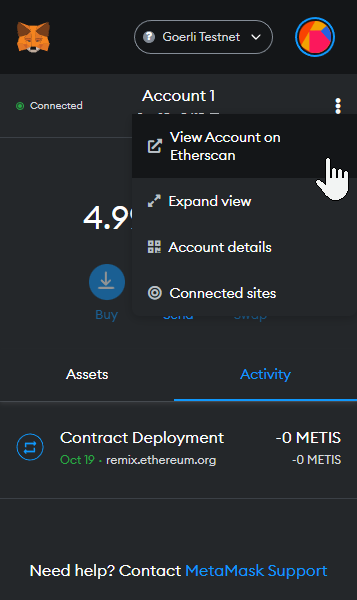 Goerli Testnet
Connected
Account 1
View Account on
Etherscan
Expand view
4.9
Account details
Connected sites
Buy
Send
Swap
Assets
Activity
Contract Deployment
-0 METIS
Oct 19 · remix.ethereum.org
-0 METIS
Need help? Contact MetaMask Support